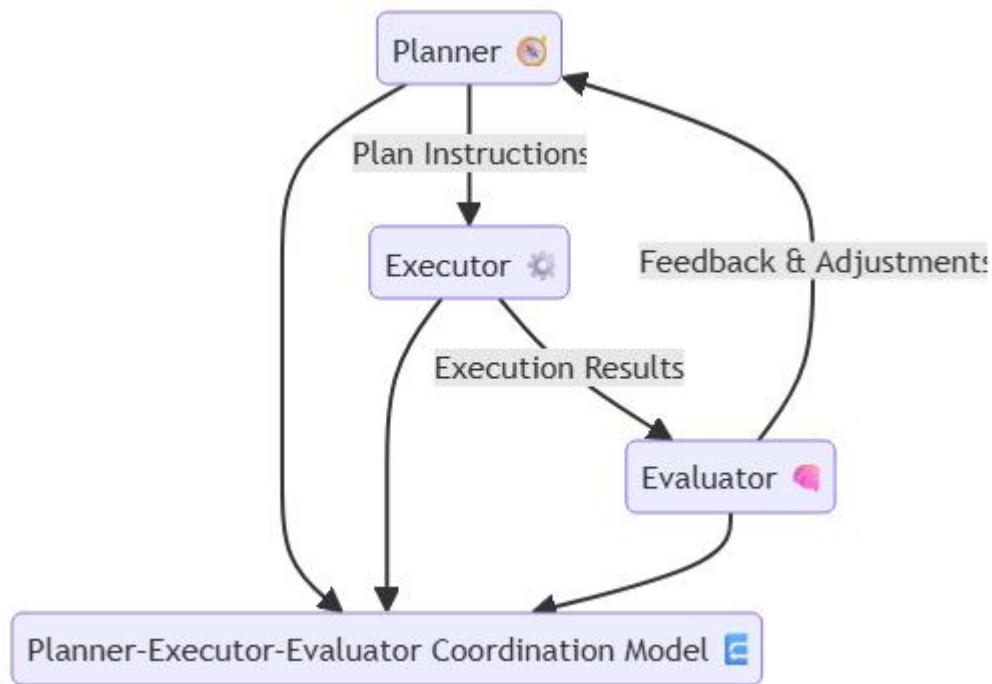 Planner
Plan Instructions
Executor
Feedback & Adjustments
Execution Results
Evaluator
Planner-Executor-Evaluator Coordination Model